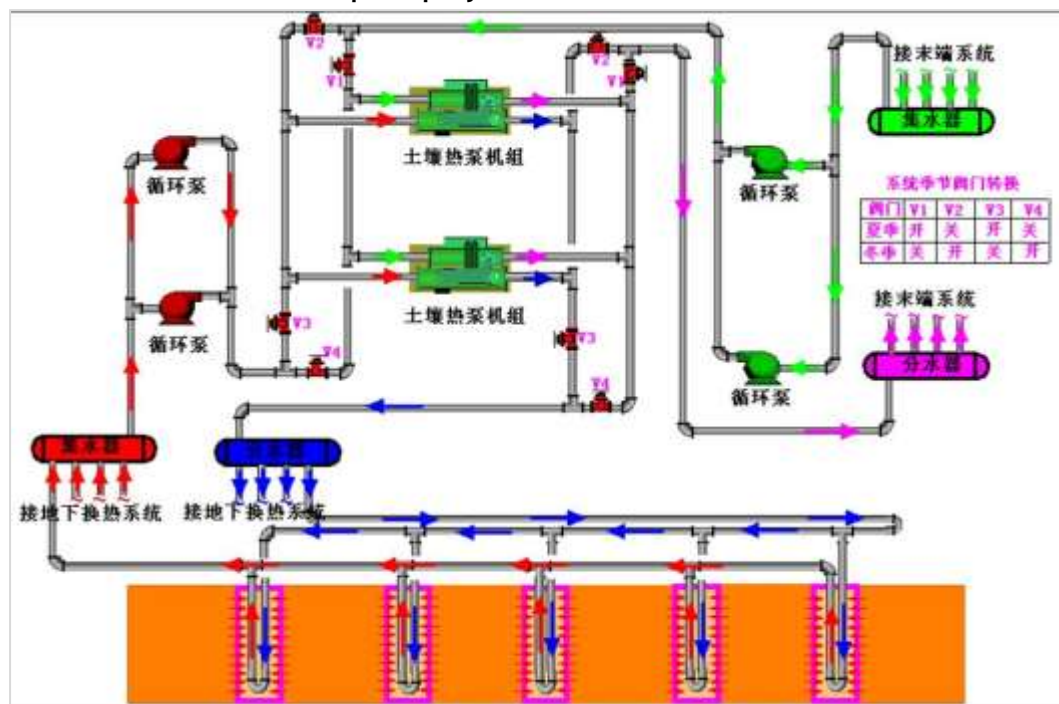 V2
V2
接末端系统
V1
V1
集水器
土壤热泵机组
循环泵
循环泵
系统季节阀门转换
阀门 V1 V2 V3 V4
夏季 开 关 开 关
冬季 关 开 关 开
接末端系统
土壤热泵机组
V3
循环泵
V3
V4
分水器
循环泵
V4
集水器
分水器
接地下换热系统
接地下换热系统